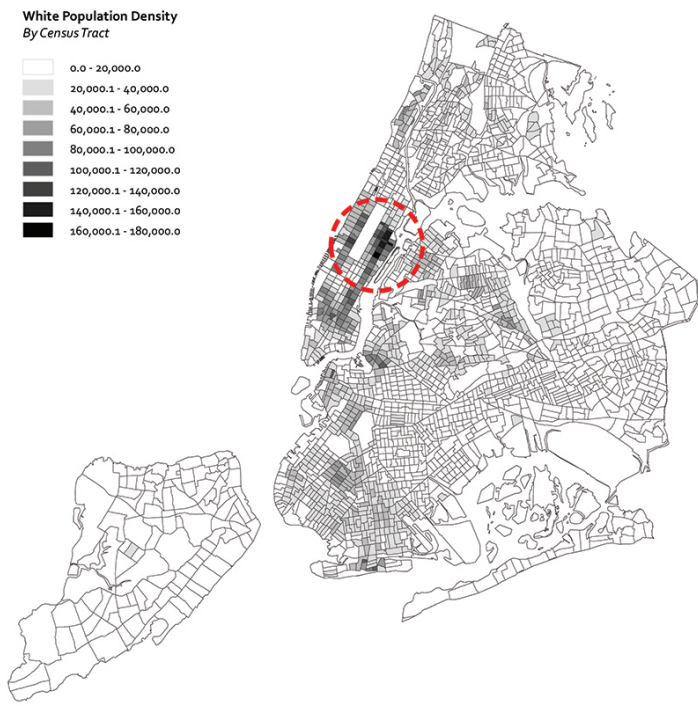 White Population Density
By Census Tract
0.0 - 20,000.0
20,000.1 - 40,000.0
40,000.1 - 60,000.0
60,000.1 - 80,000.0
80,000.1 - 100,000.0
100,000.1 - 120,000.0
120,000.1 - 140,000.0
140,000.1 - 160,000.0
160,000.1 - 180,000.0